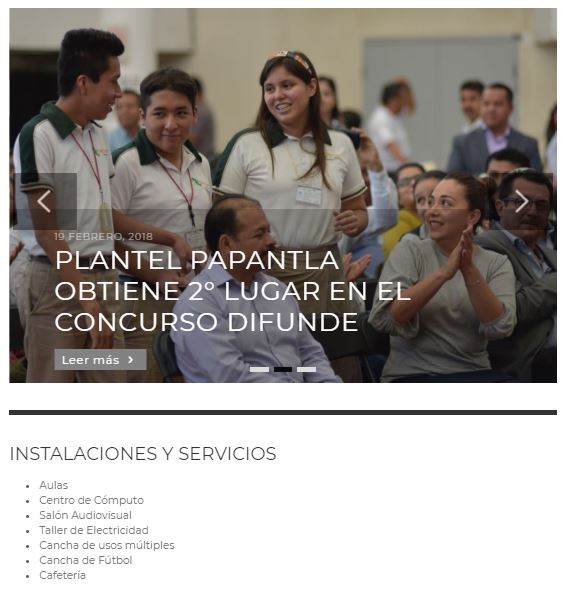 19 FEBRERO, 2018
PLANTEL PAPANTLA
OBTIENE 2º LUGAR EN EL
CONCURSO DIFUNDE
Leer más
INSTALACIONES Y SERVICIOS
Aulas
Centro de Cómputo
Salón Audiovisual
Taller de Electricidad
Cancha de usos múltiples
Cancha de Fútbol
Cafetería